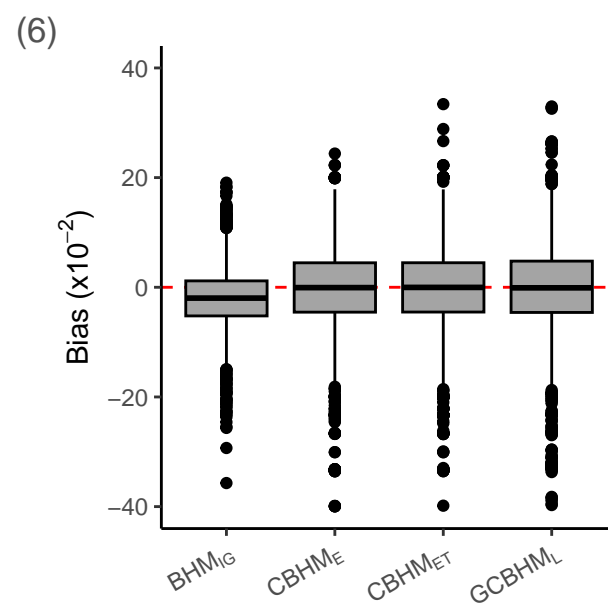 (6)
Bias (x10⁻²)
40
20
0
−20
−40
BHM_IG
CBHM_E
CBHM_ET
GCBHM_L